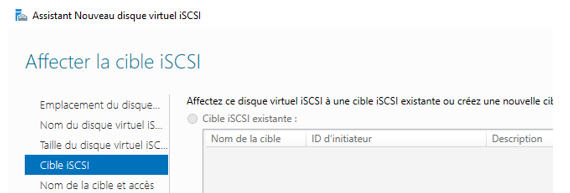 Assistant Nouveau disque virtuel iSCSI
Affecter la cible iSCSI
Emplacement du disque...
Nom du disque virtuel iS...
Taille du disque virtuel iSC...
Cible iSCSI
Nom de la cible et accès
Affectez ce disque virtuel iSCSI à une cible iSCSI existante ou créez une nouvelle cib
Cible iSCSI existante :
Nom de la cible ID d'initiateur Description